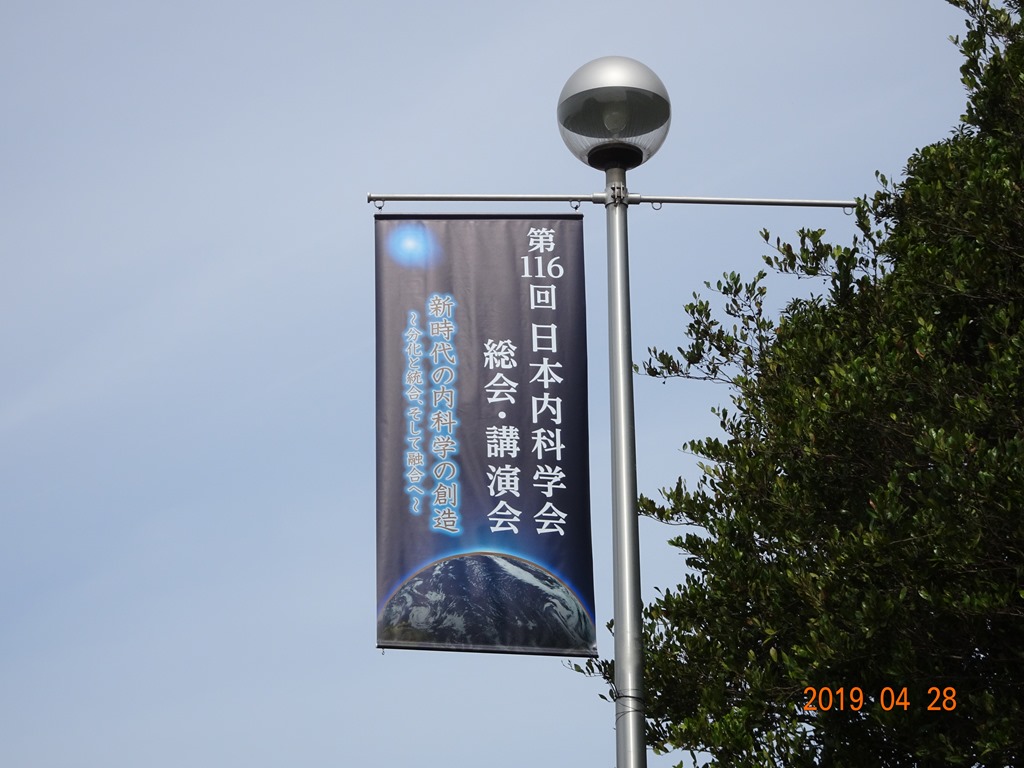 第116回 日本内科学会
総会・講演会
新時代の内科学の創造
～分化と統合、そして融合へ～
2019 04 28